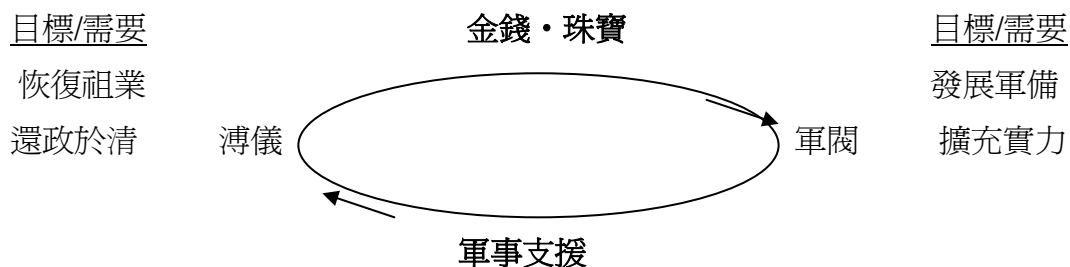 目標/需要 金錢・珠寶 目標/需要
恢復祖業 發展軍備
還政於清 溥儀 軍閥 擴充實力
軍事支援